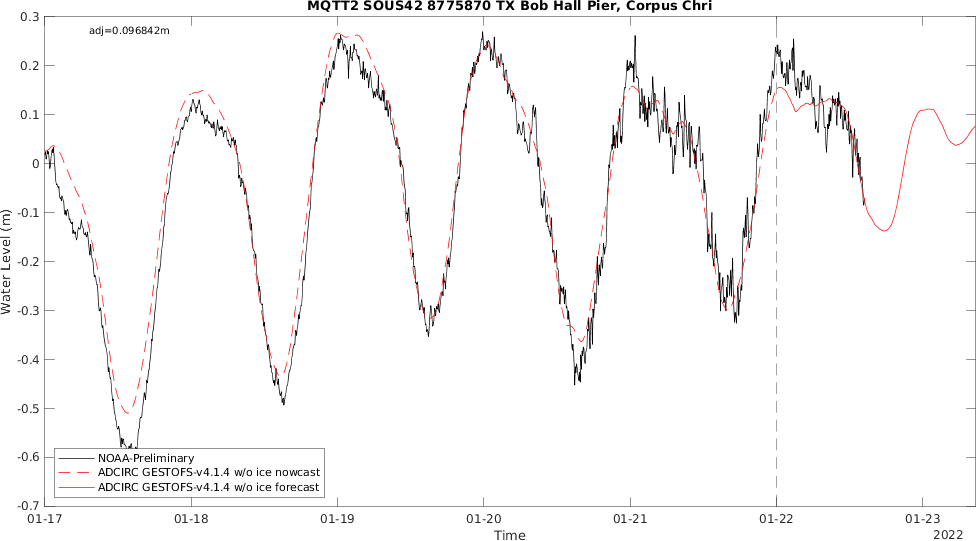 MQTT2 SOUS42 8775870 TX Bob Hall Pier, Corpus Chri
adj=0.096842m
0.3
0.2
0.1
0
-0.1
-0.2
-0.3
-0.4
-0.5
-0.6
-0.7
Water Level (m)
NOAA-Preliminary
ADCIRC GESTOFS-v4.1.4 w/o ice nowcast
ADCIRC GESTOFS-v4.1.4 w/o ice forecast
01-17 01-18 01-19 01-20 01-21 01-22 01-23
Time
2022